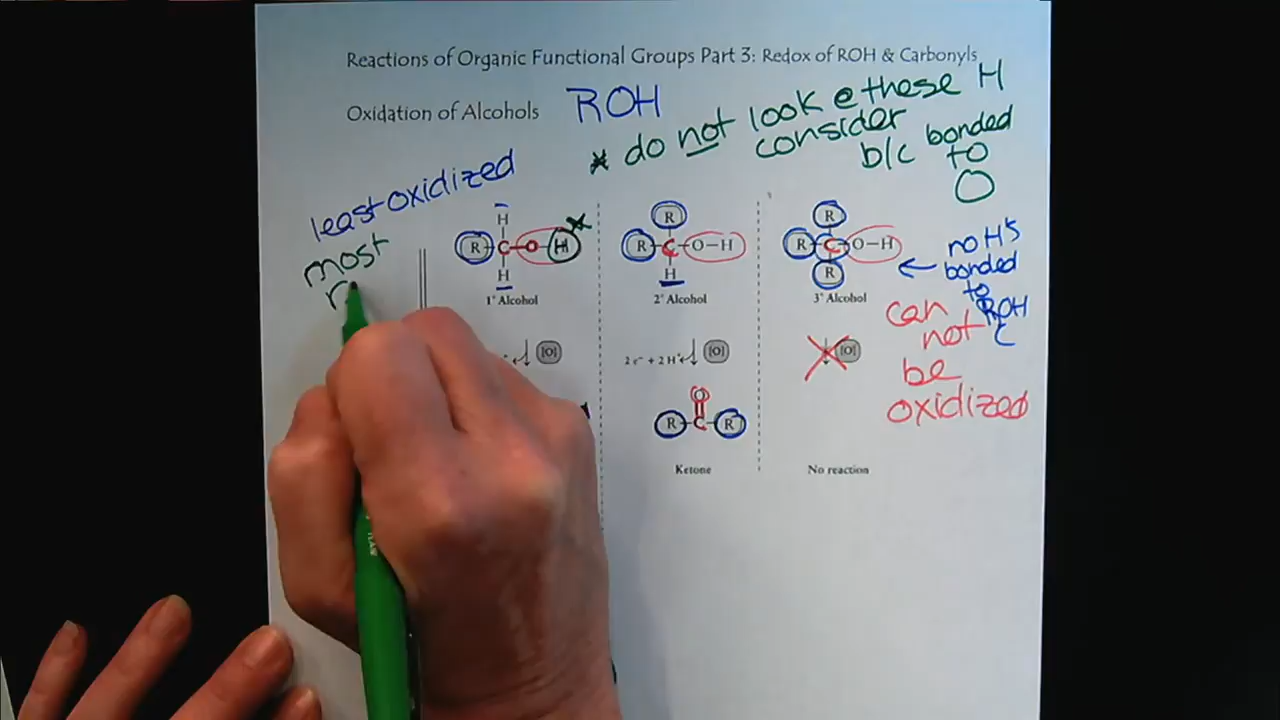 Reactions of Organic Functional Groups Part 3: Redox of ROH & Carbonyls
Oxidation of Alcohols ROH
* do not look @ these H
consider
b/c bonded
to
O
least oxidized
most
r
H
R C O H *
H
1° Alcohol
R
R C O-H
H
2° Alcohol
R
R C O-H
R
3° Alcohol
← no H's
bonded
to
ROH
C
can
not
be
oxidized
[O]
2 e⁻ + 2 H⁺ [O]
[O]
O
R C R
Ketone
No reaction